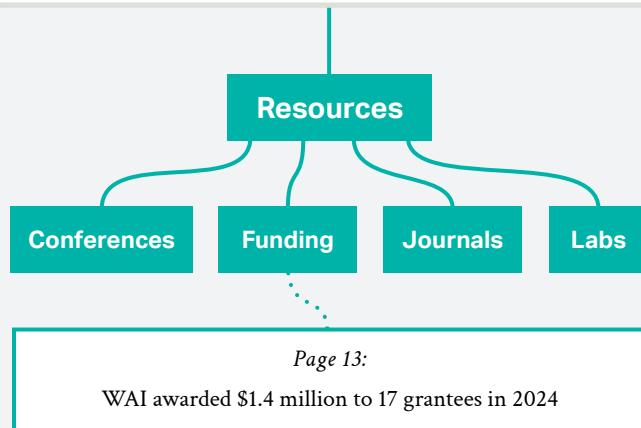 Resources
Conferences
Funding
Journals
Labs
Page 13:
WAI awarded $1.4 million to 17 grantees in 2024